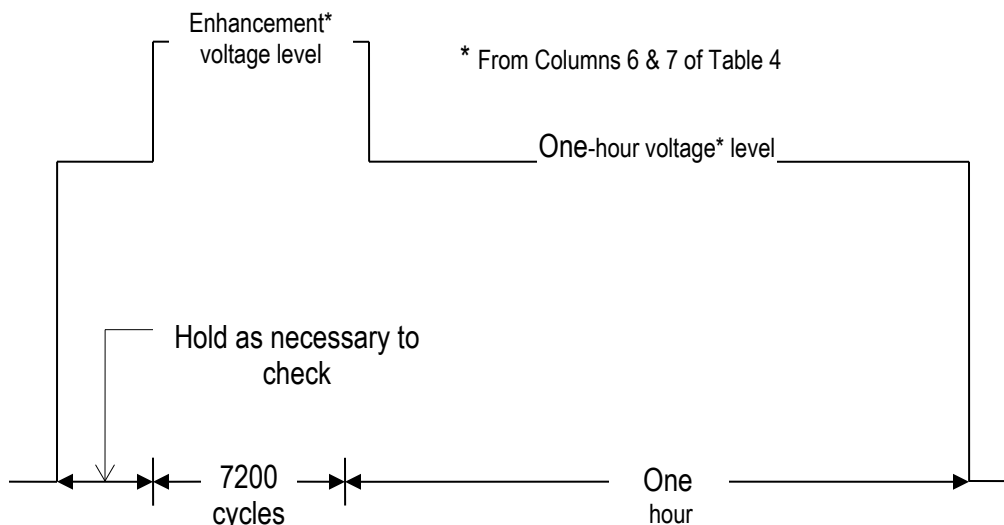 Enhancement*
voltage level
* From Columns 6 & 7 of Table 4
One-hour voltage* level
Hold as necessary to
check
7200
cycles
One
hour